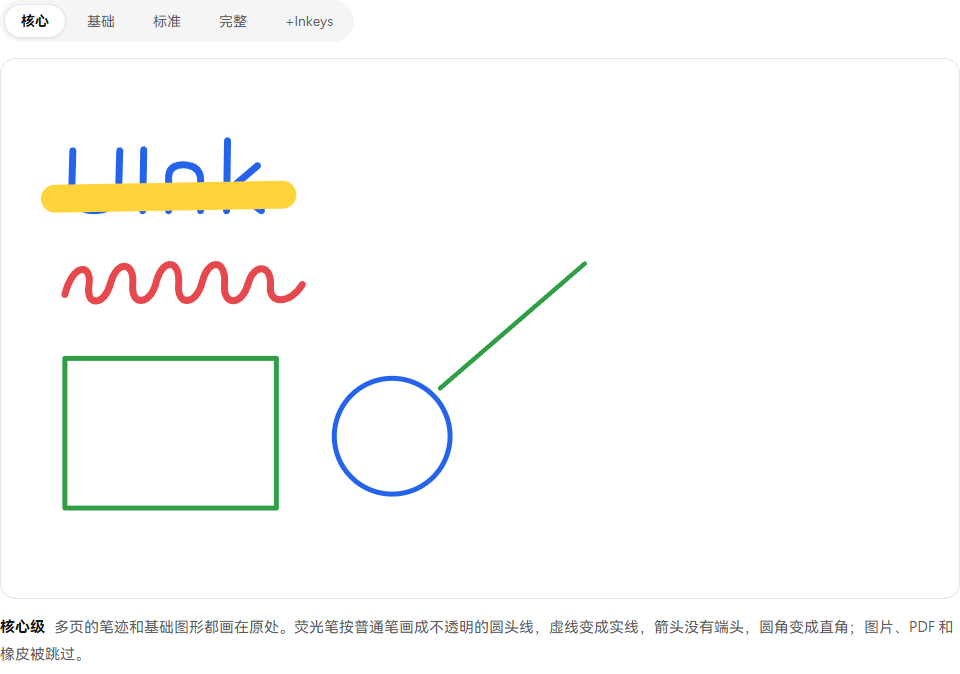 核心 基础 标准 完整 +Inkeys
UInk
核心级 多页的笔迹和基础图形都画在原处。荧光笔按普通笔画成不透明的圆头线，虚线变成实线，箭头没有端头，圆角变成直角；图片、PDF 和
橡皮被跳过。